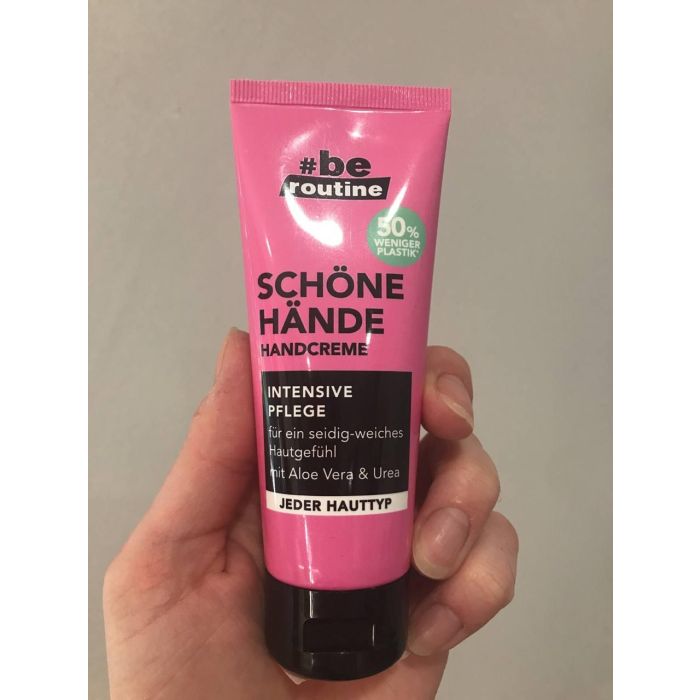 #be
routine
50%
WENIGER
PLASTIK*
SCHÖNE
HÄNDE
HANDCREME
INTENSIVE
PFLEGE
für ein seidig-weiches
Hautgefühl
mit Aloe Vera & Urea
JEDER HAUTTYP